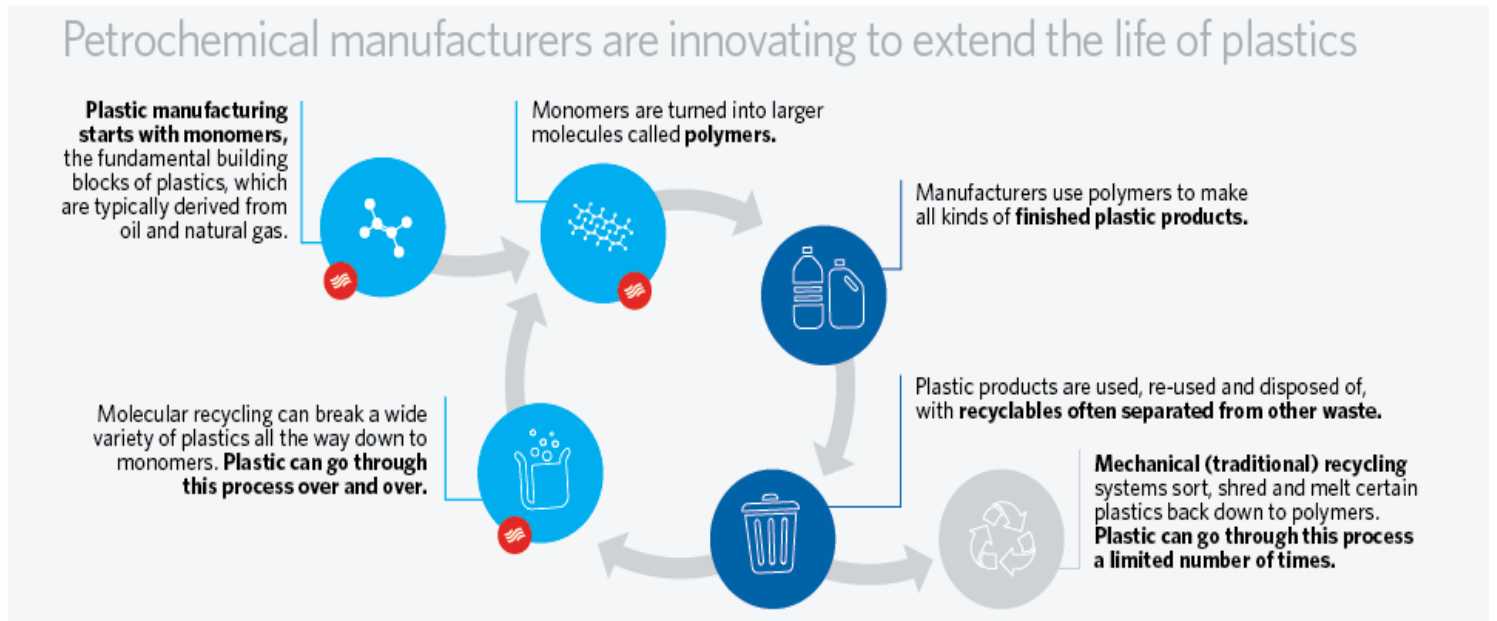 Petrochemical manufacturers are innovating to extend the life of plastics
Plastic manufacturing
starts with monomers,
the fundamental building
blocks of plastics, which
are typically derived from
oil and natural gas.
Monomers are turned into larger
molecules called polymers.
Manufacturers use polymers to make
all kinds of finished plastic products.
Plastic products are used, re-used and disposed of,
with recyclables often separated from other waste.
Mechanical (traditional) recycling
systems sort, shred and melt certain
plastics back down to polymers.
Plastic can go through this process
a limited number of times.
Molecular recycling can break a wide
variety of plastics all the way down to
monomers. Plastic can go through
this process over and over.